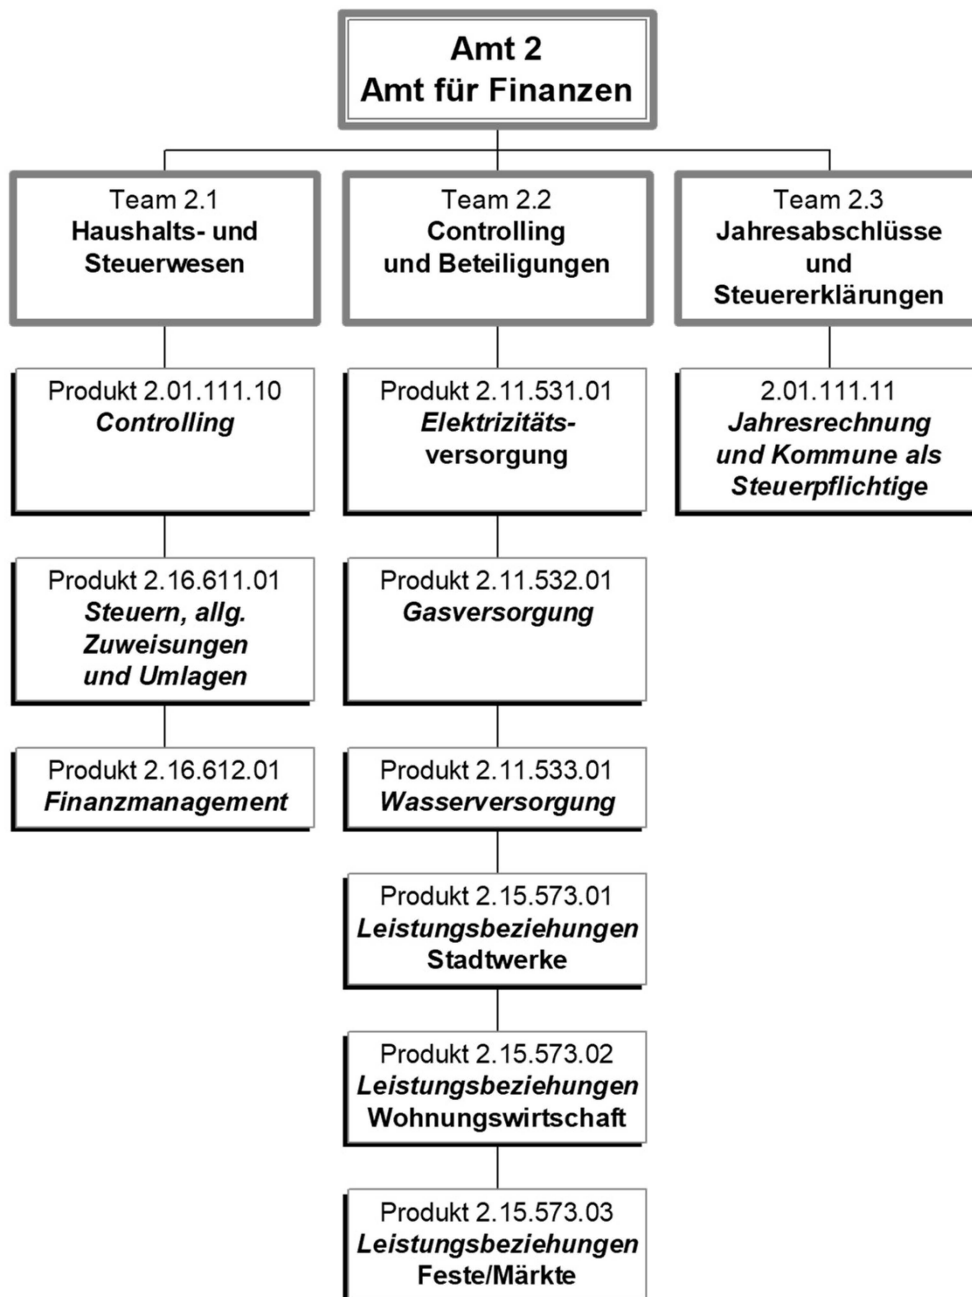 Amt 2
Amt für Finanzen
Team 2.1
Haushalts- und
Steuerwesen
Team 2.2
Controlling
und Beteiligungen
Team 2.3
Jahresabschlüsse
und
Steuererklärungen
Produkt 2.01.111.10
Controlling
Produkt 2.11.531.01
Elektrizitäts-
versorgung
2.01.111.11
Jahresrechnung
und Kommune als
Steuerpflichtige
Produkt 2.16.611.01
Steuern, allg.
Zuweisungen
und Umlagen
Produkt 2.11.532.01
Gasversorgung
Produkt 2.16.612.01
Finanzmanagement
Produkt 2.11.533.01
Wasserversorgung
Produkt 2.15.573.01
Leistungsbeziehungen
Stadtwerke
Produkt 2.15.573.02
Leistungsbeziehungen
Wohnungswirtschaft
Produkt 2.15.573.03
Leistungsbeziehungen
Feste/Märkte